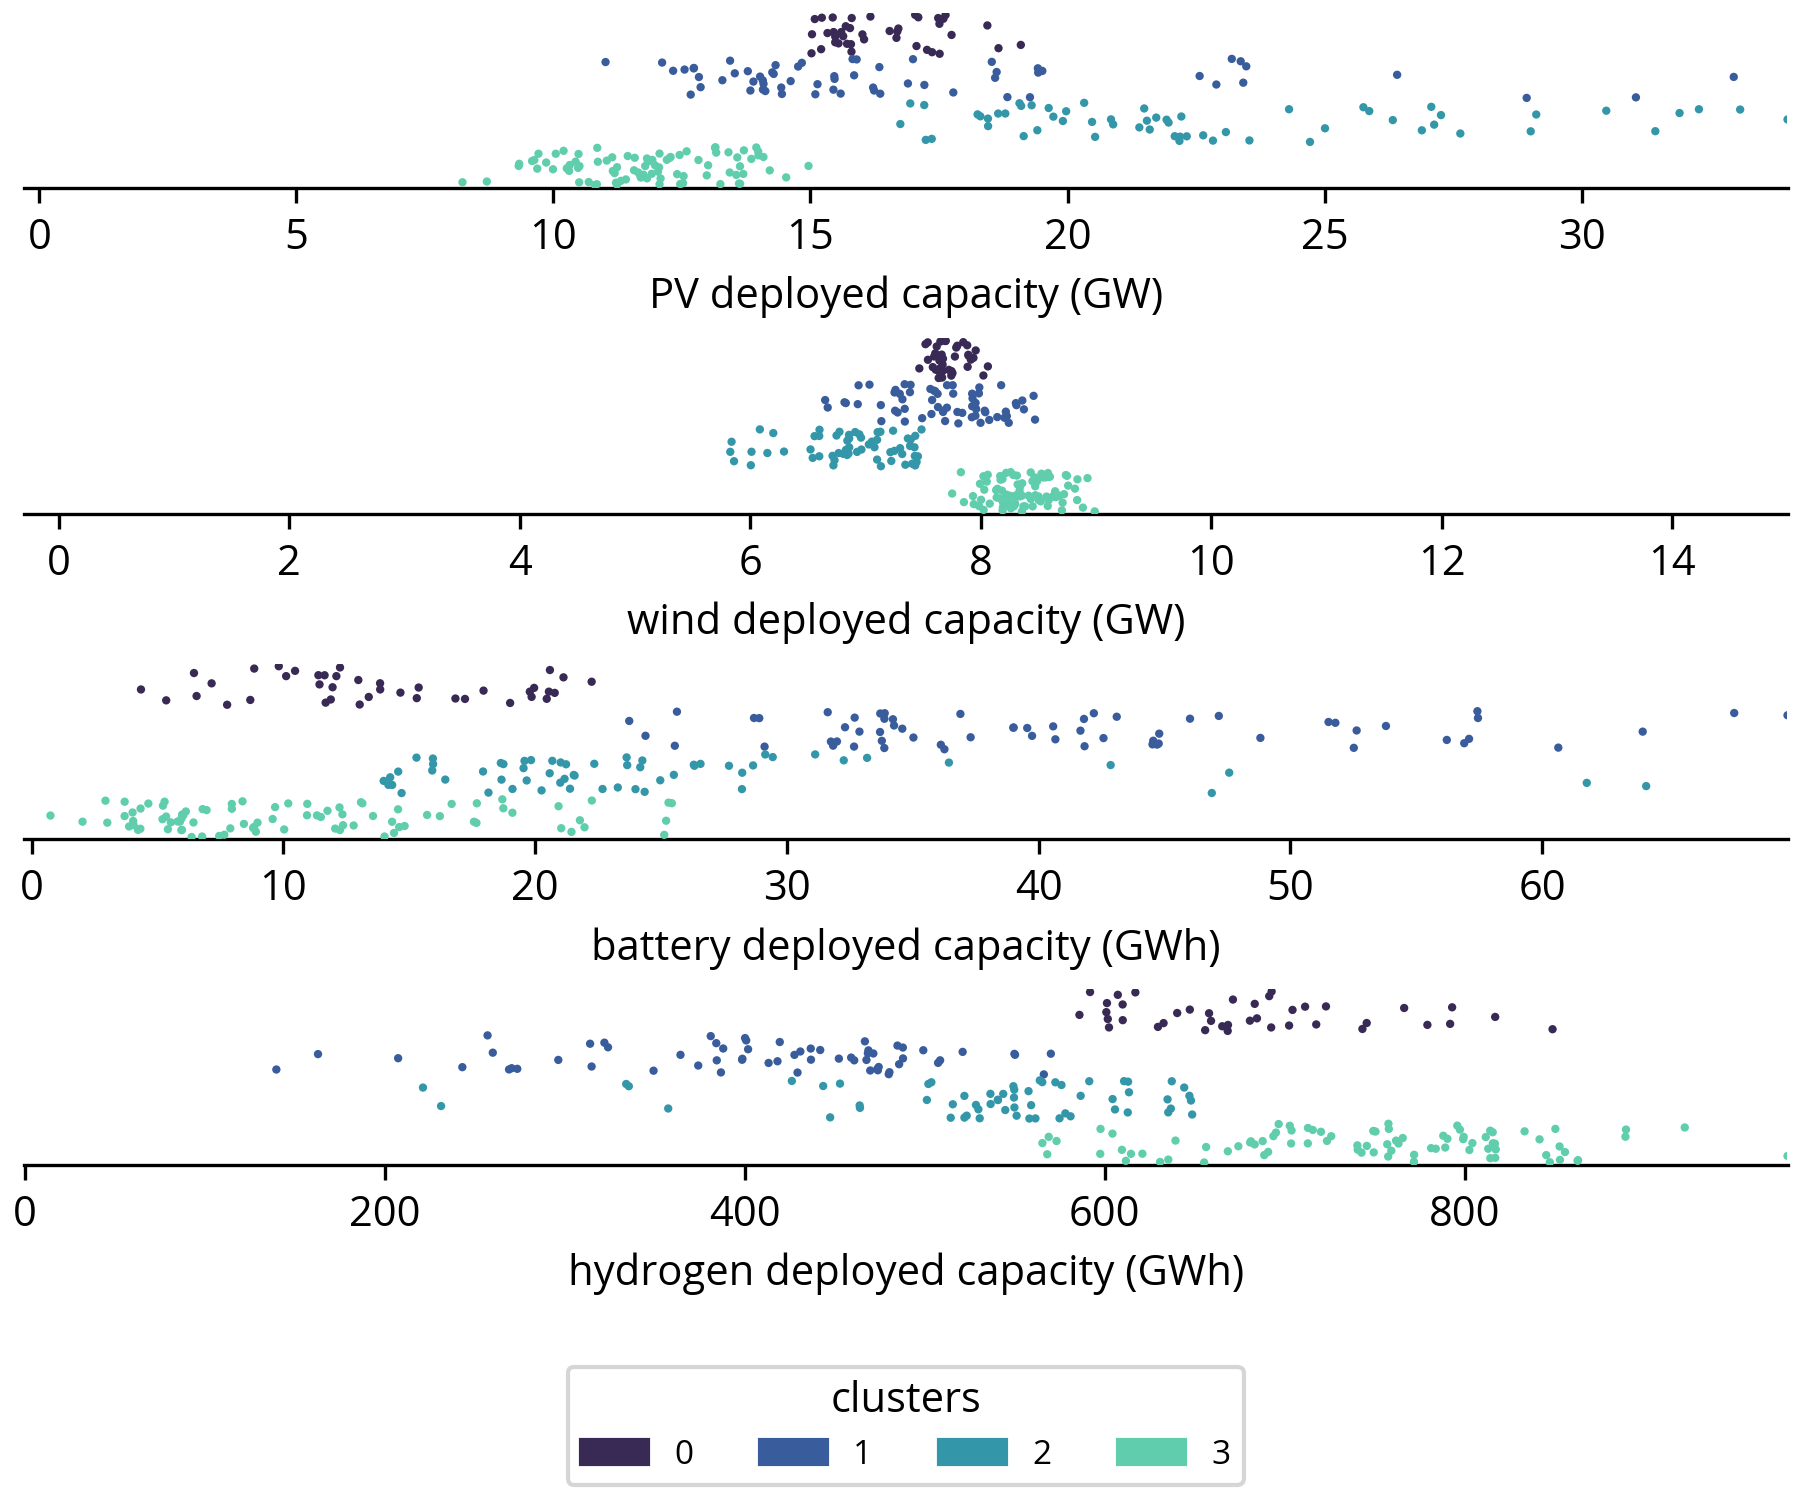 0 5 10 15 20 25 30
PV deployed capacity (GW)
0 2 4 6 8 10 12 14
wind deployed capacity (GW)
0 10 20 30 40 50 60
battery deployed capacity (GWh)
0 200 400 600 800
hydrogen deployed capacity (GWh)
clusters
0 1 2 3